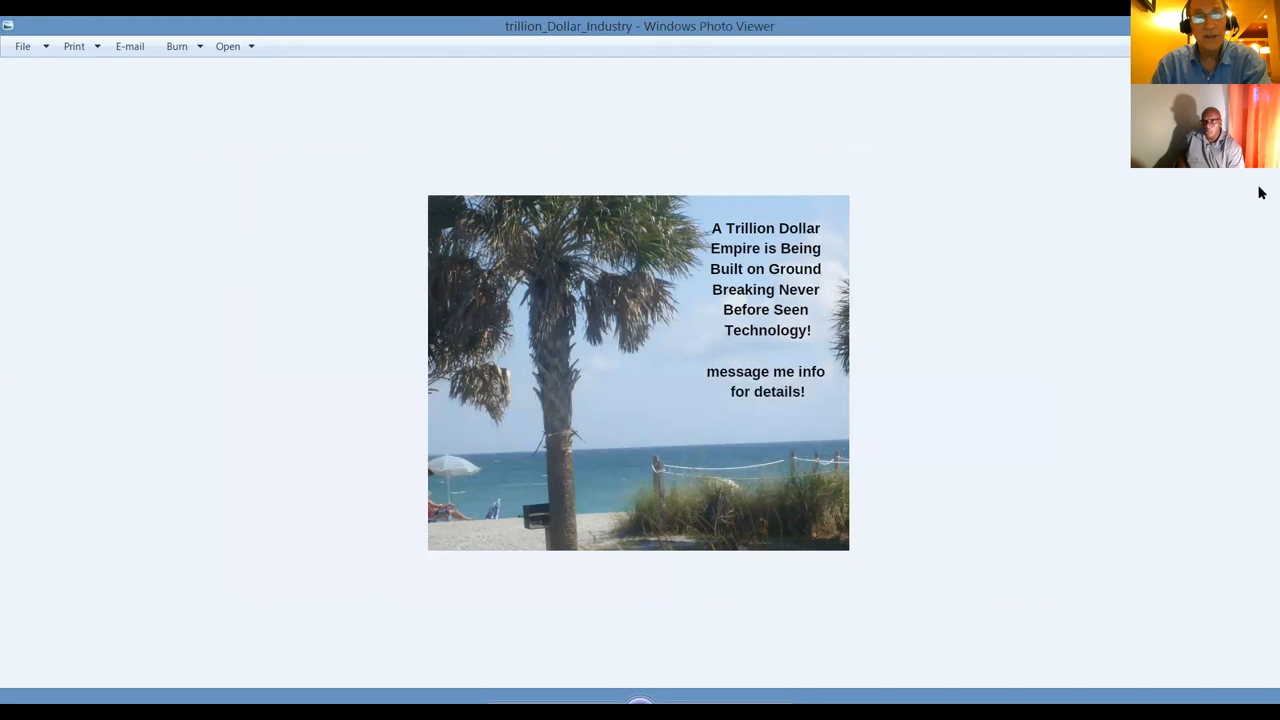 trillion_Dollar_Industry - Windows Photo Viewer
File Print E-mail Burn Open
A Trillion Dollar
Empire is Being
Built on Ground
Breaking Never
Before Seen
Technology!
message me info
for details!